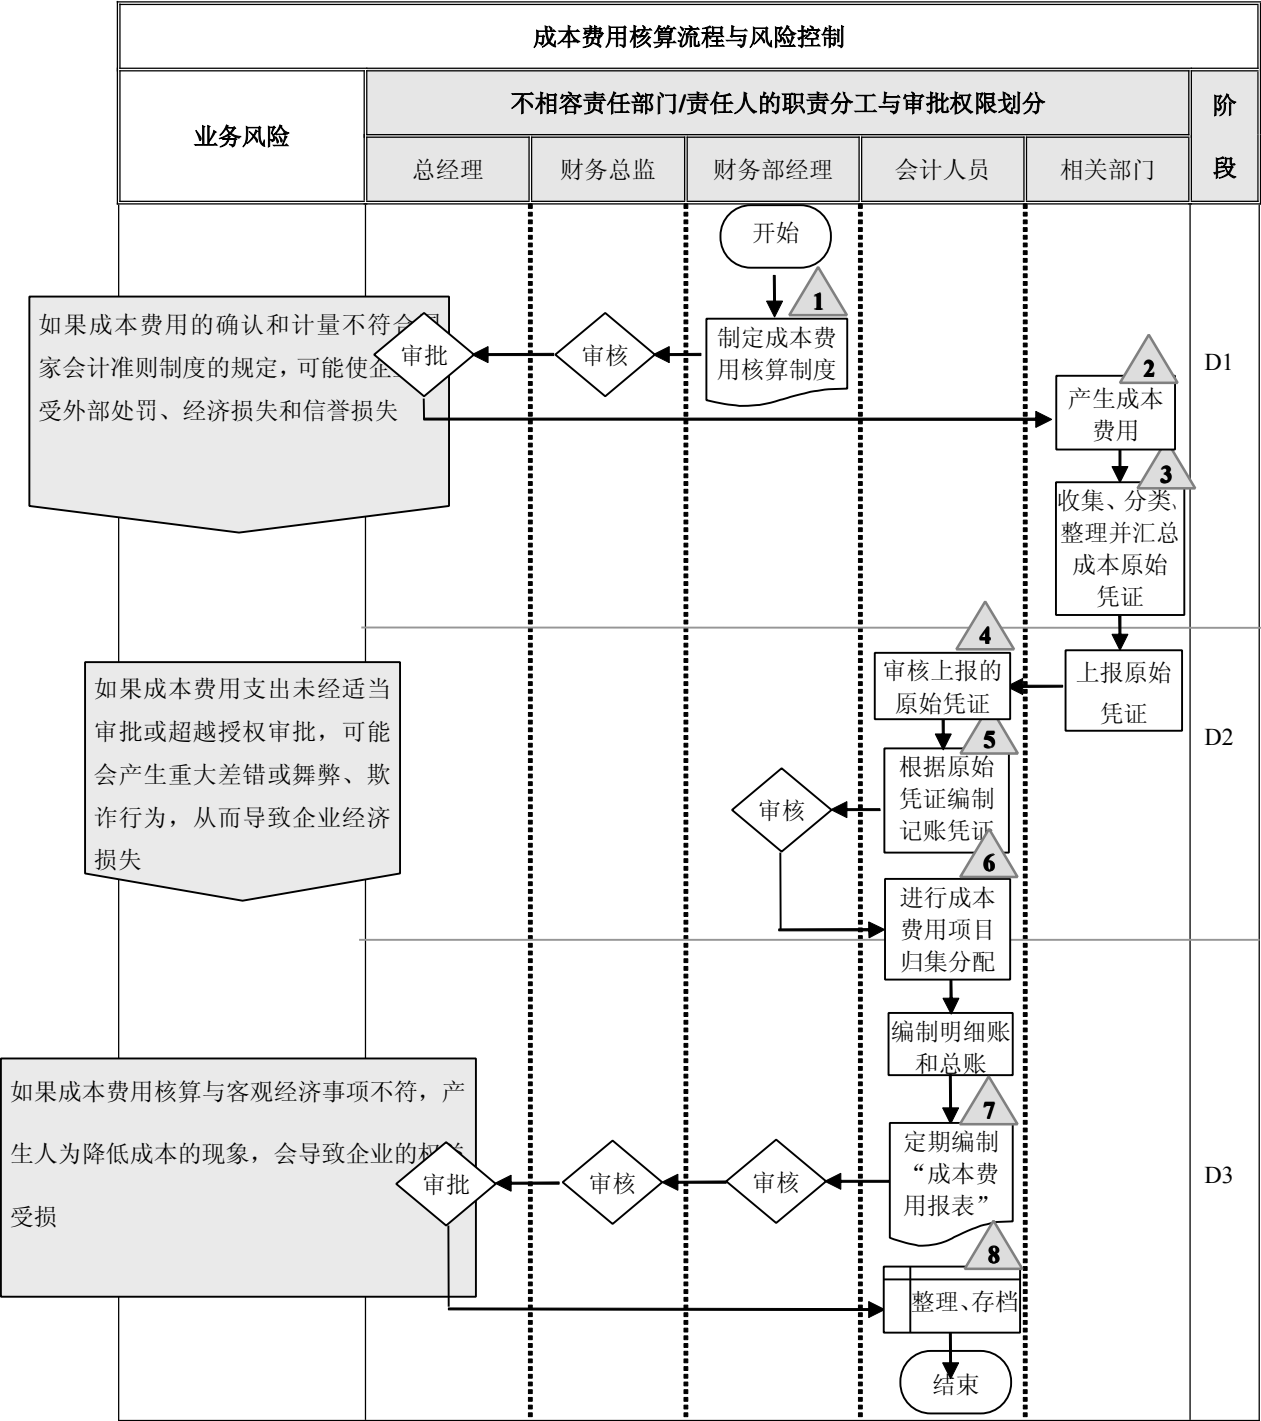 成本费用核算流程与风险控制
业务风险
不相容责任部门/责任人的职责分工与审批权限划分
阶
段
总经理
财务总监
财务部经理
会计人员
相关部门
开始
1
制定成本费
用核算制度
审核
审批
如果成本费用的确认和计量不符合
家会计准则制度的规定，可能使企
受外部处罚、经济损失和信誉损失
2
产生成本
费用
D1
3
收集、分类、
整理并汇总
成本原始
凭证
上报原始
凭证
4
审核上报的
原始凭证
5
根据原始
凭证编制
记账凭证
审核
如果成本费用支出未经适当
审批或超越授权审批，可能
会产生重大差错或舞弊、欺
诈行为，从而导致企业经济
损失
D2
6
进行成本
费用项目
归集分配
编制明细账
和总账
7
定期编制
“成本费
用报表”
审核
审核
审批
如果成本费用核算与客观经济事项不符，产
生人为降低成本的现象，会导致企业的权
受损
D3
8
整理、存档
结束